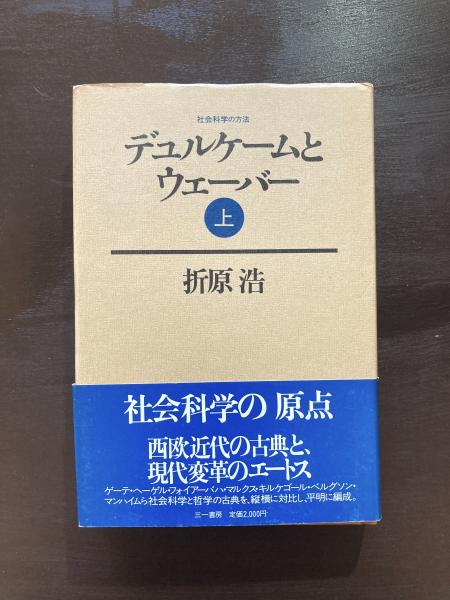 社会科学の方法
デュルケームと
ウェーバー
上
折原 浩
社会科学の 原点
西欧近代の古典と、
現代変革のエートス
ゲーテ・ヘーゲル・フォイアーバハ・マルクス・キルケゴール・ベルグソン・
マンハイムら社会科学と哲学の古典を、縦横に対比し、平明に編成。
三一書房 定価2,000円